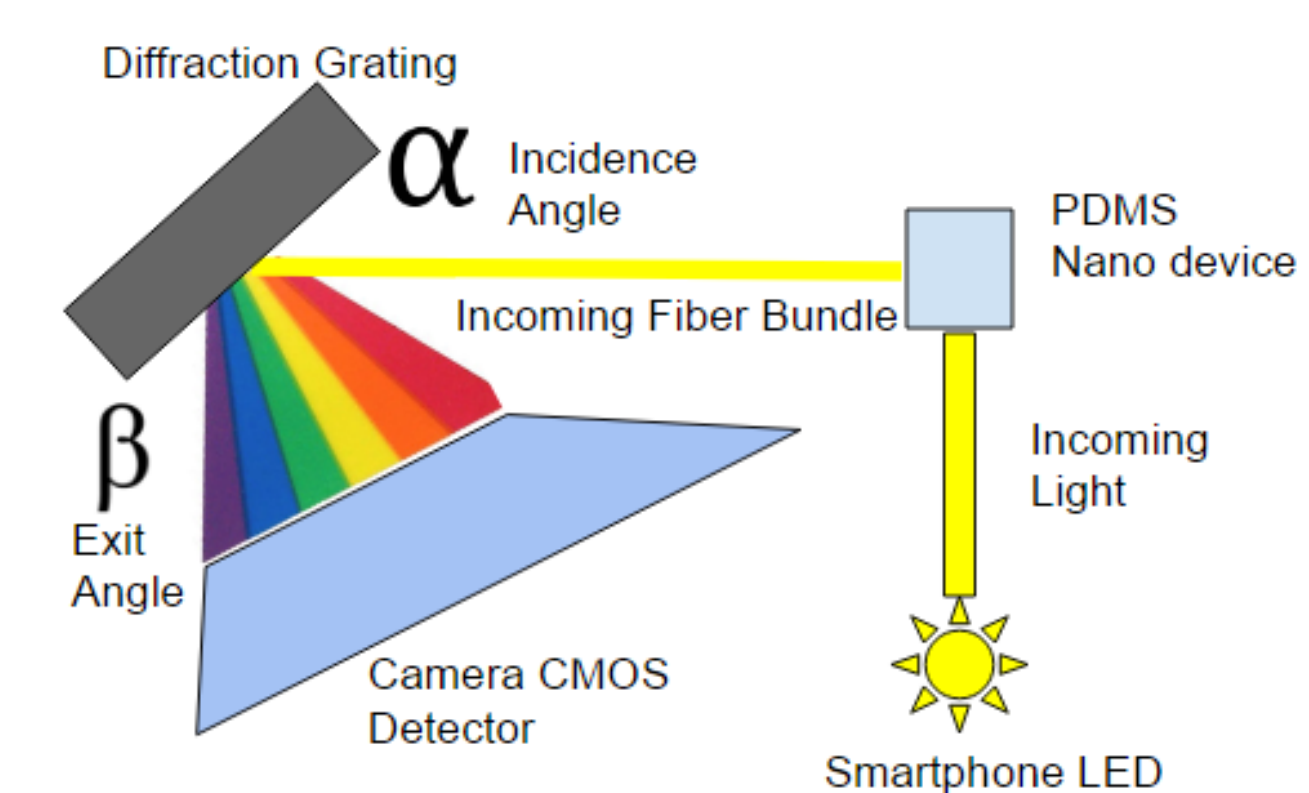 Diffraction Grating
α
Incidence
Angle
PDMS
Nano device
Incoming Fiber Bundle
β
Exit
Angle
Incoming
Light
Camera CMOS
Detector
Smartphone LED